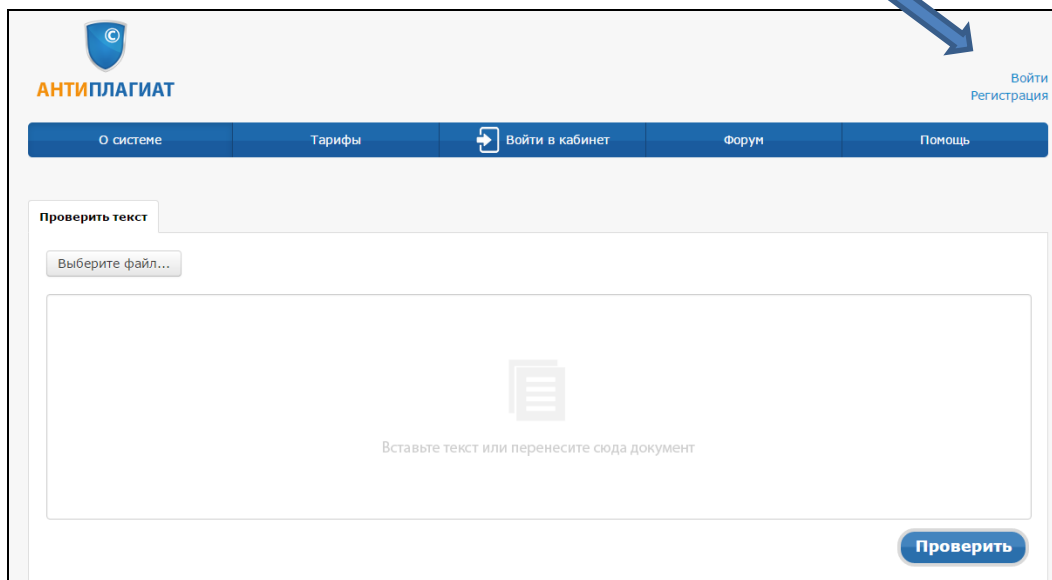 ©
АНТИПЛАГИАТ
Войти
Регистрация
О системе Тарифы Войти в кабинет Форум Помощь
Проверить текст
Выберите файл...
Вставьте текст или перенесите сюда документ
Проверить